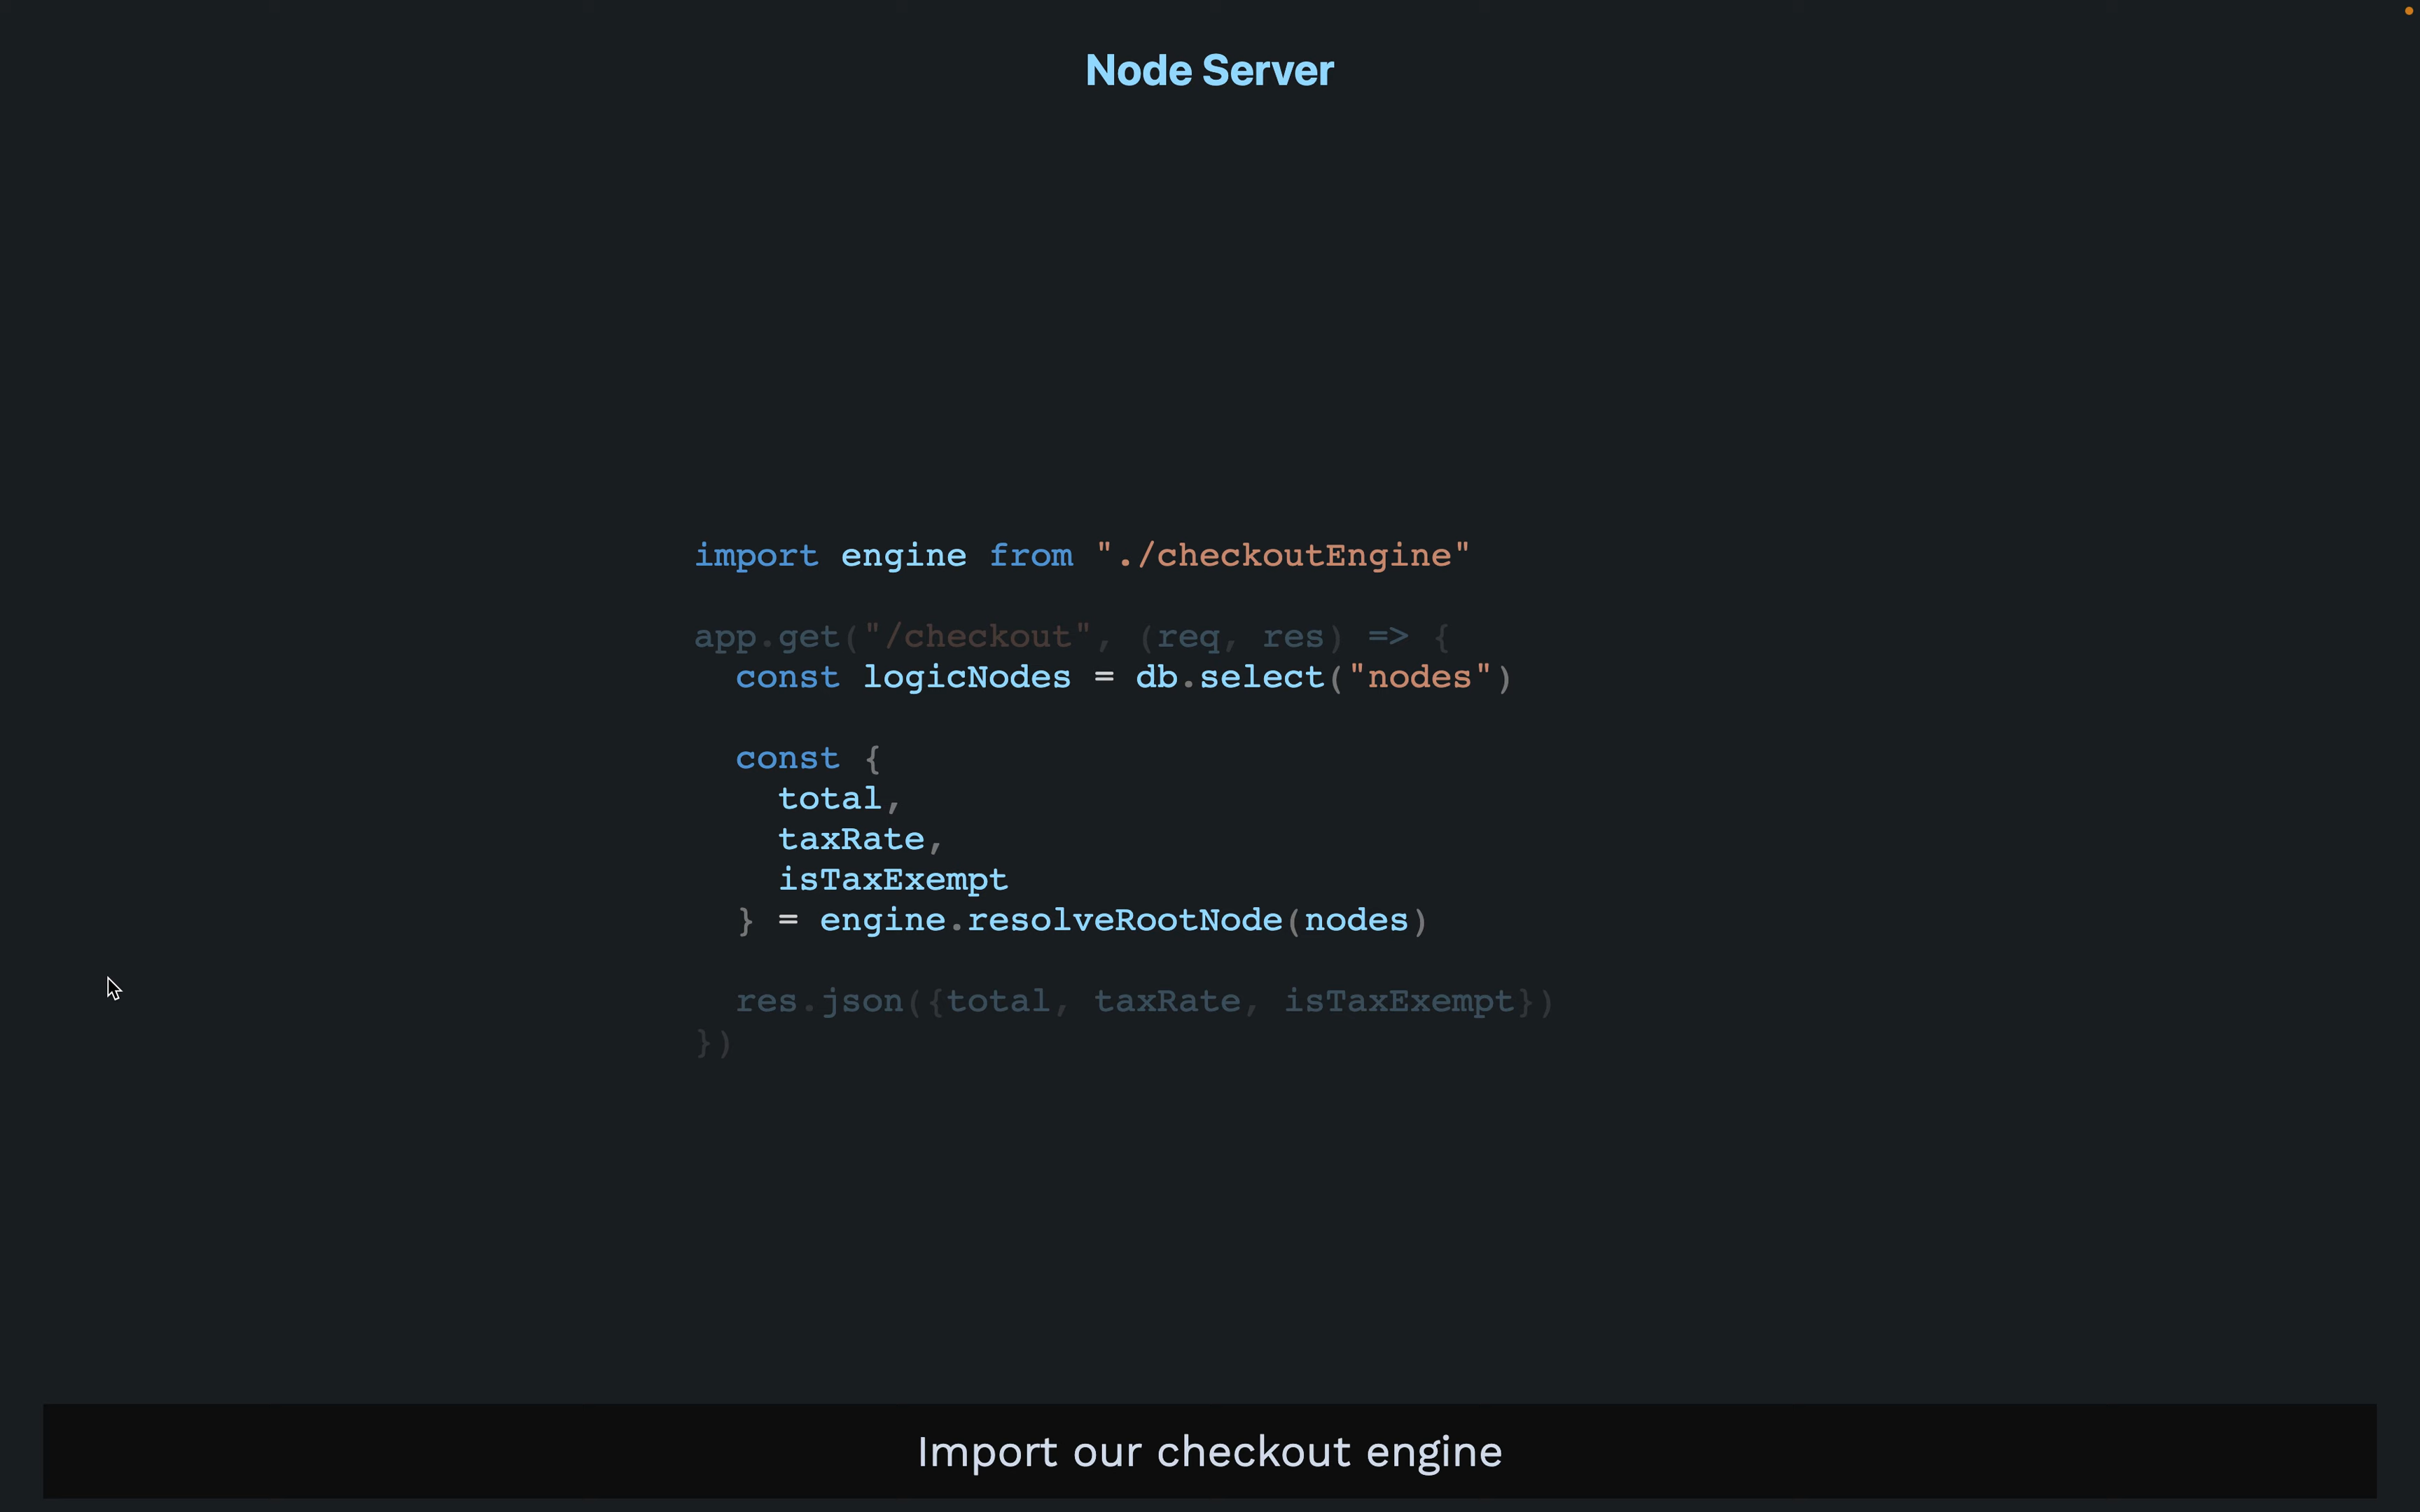 Node Server
import engine from "./checkoutEngine"
app.get("/checkout", (req, res) => {
const logicNodes = db.select("nodes")
const {
total,
taxRate,
isTaxExempt
} = engine.resolveRootNode(nodes)
res.json({total, taxRate, isTaxExempt})
})
Import our checkout engine